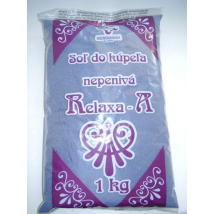 Soľ do kúpeľa
nepenivá
Relaxa - A
1 kg